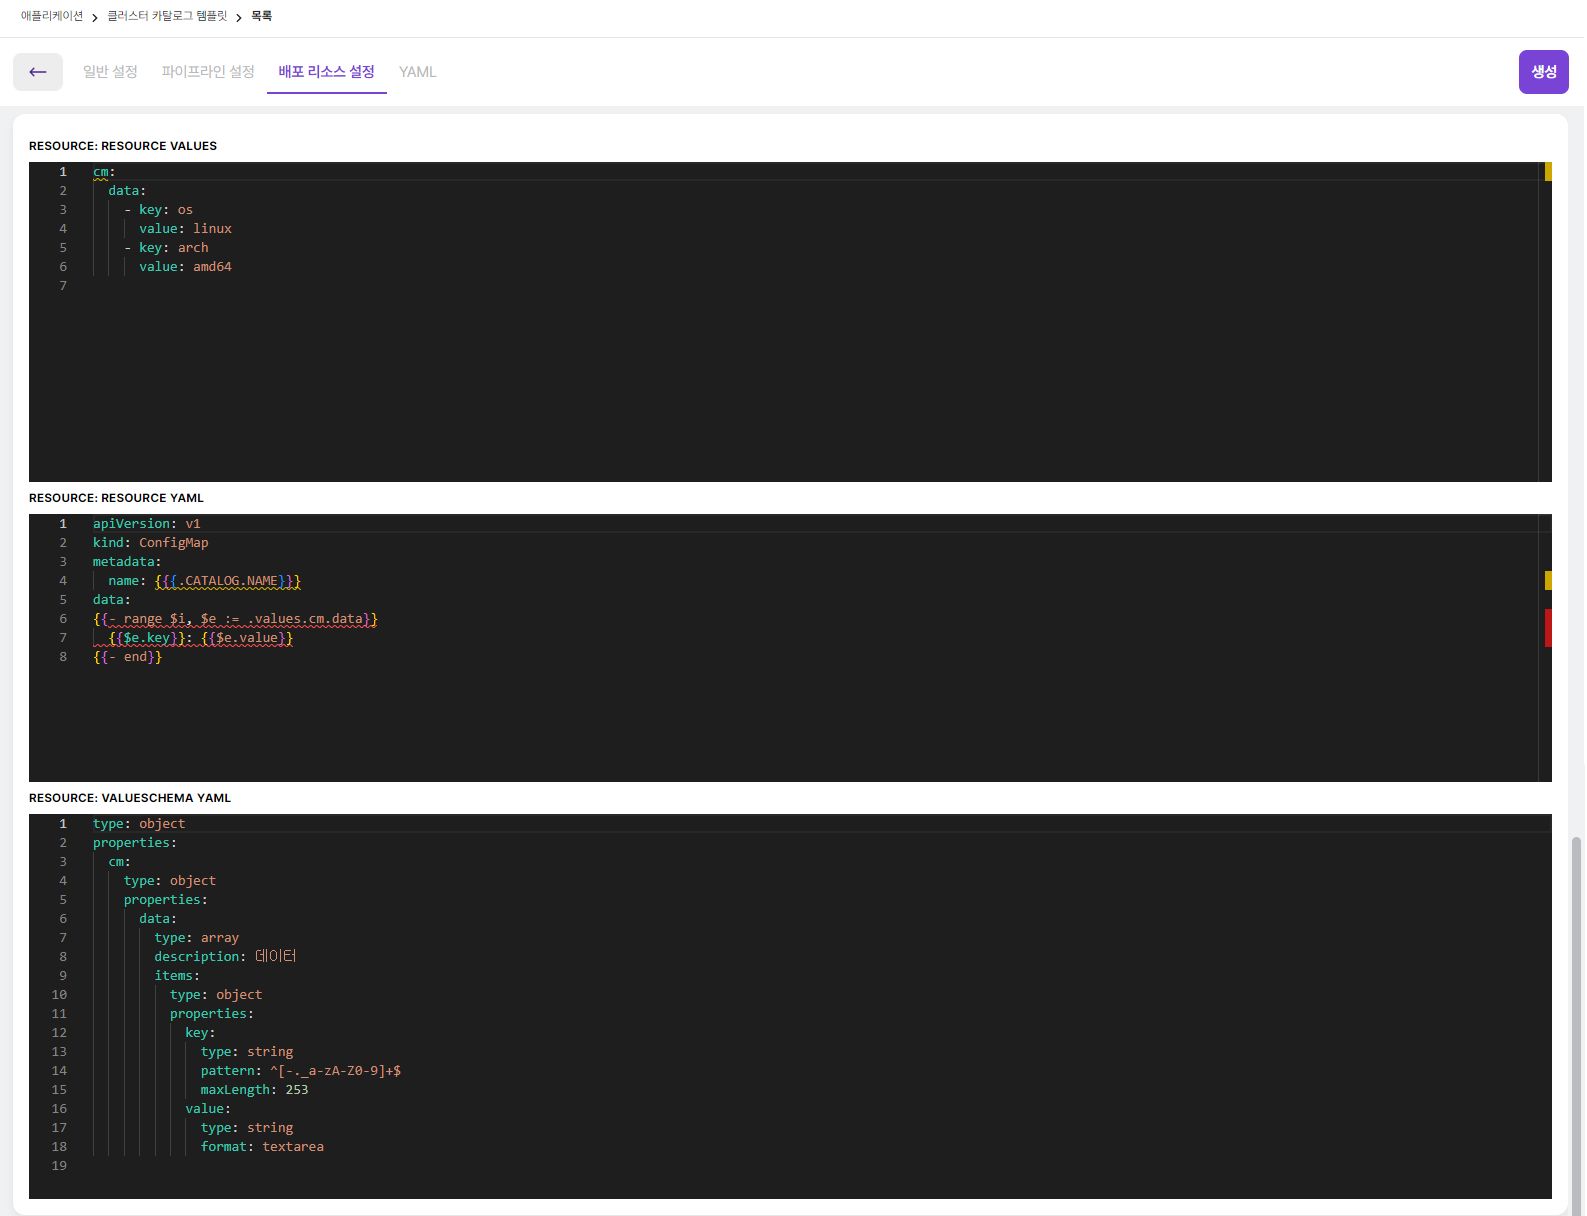 애플리케이션 > 클러스터 카탈로그 템플릿 > 목록
← 일반 설정 파이프라인 설정 배포 리소스 설정 YAML 생성
RESOURCE: RESOURCE VALUES
1 cm:
2   data:
3     - key: os
4       value: linux
5     - key: arch
6       value: amd64
7
RESOURCE: RESOURCE YAML
1 apiVersion: v1
2 kind: ConfigMap
3 metadata:
4   name: {{{.CATALOG.NAME}}}
5 data:
6 {{- range $i, $e := .values.cm.data}}
7   {{$e.key}}: {{$e.value}}
8 {{- end}}
RESOURCE: VALUESCHEMA YAML
1 type: object
2 properties:
3   cm:
4     type: object
5     properties:
6       data:
7         type: array
8         description: 데이터
9         items:
10           type: object
11           properties:
12             key:
13               type: string
14               pattern: ^[-._a-zA-Z0-9]+$
15               maxLength: 253
16             value:
17               type: string
18               format: textarea
19